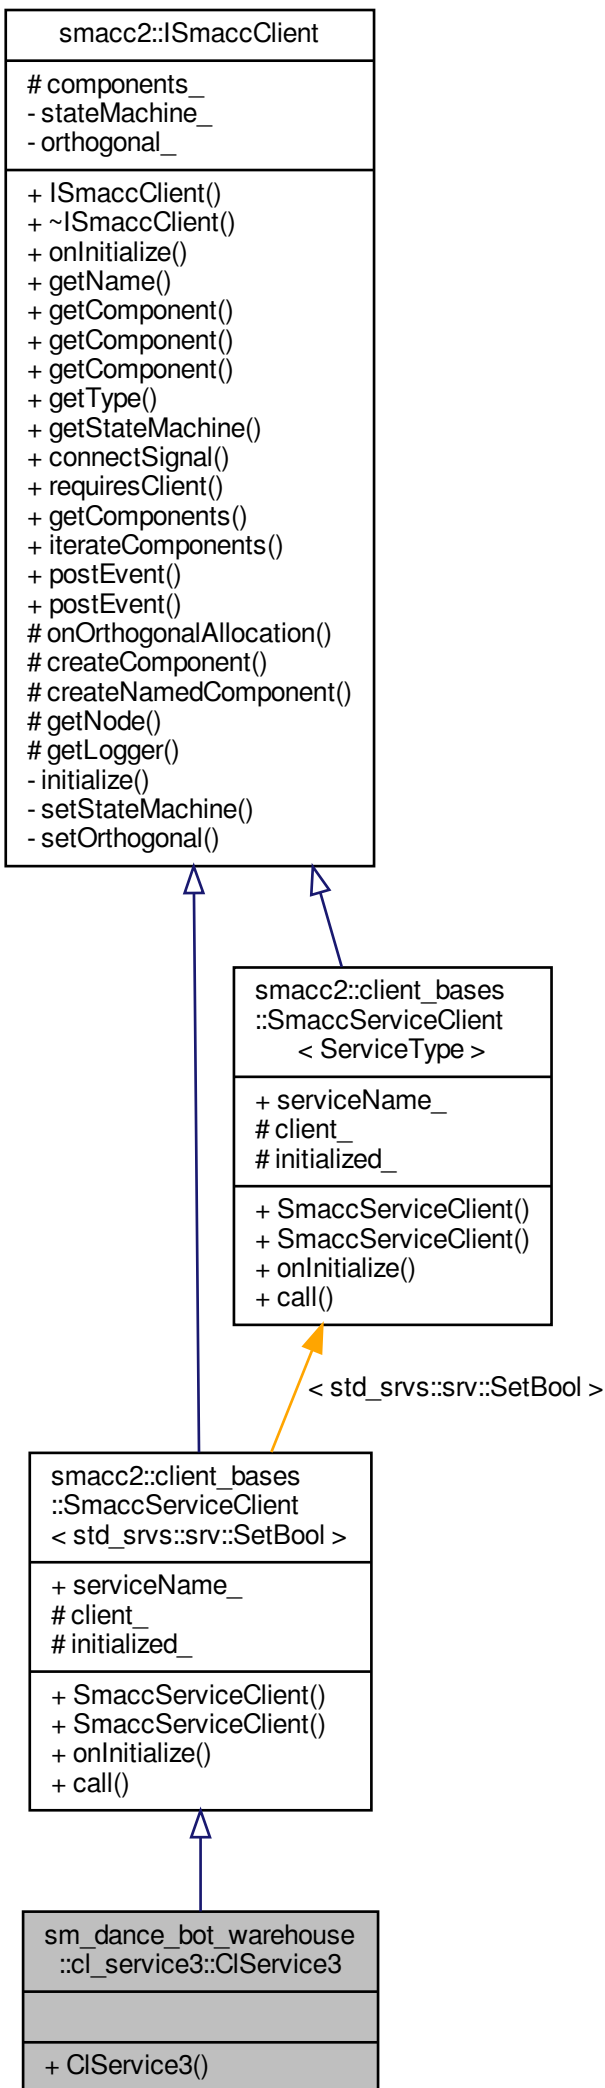 smacc2::ISmaccClient
# components_
- stateMachine_
- orthogonal_
+ ISmaccClient()
+ ~ISmaccClient()
+ onInitialize()
+ getName()
+ getComponent()
+ getComponent()
+ getComponent()
+ getType()
+ getStateMachine()
+ connectSignal()
+ requiresClient()
+ getComponents()
+ iterateComponents()
+ postEvent()
+ postEvent()
# onOrthogonalAllocation()
# createComponent()
# createNamedComponent()
# getNode()
# getLogger()
- initialize()
- setStateMachine()
- setOrthogonal()
smacc2::client_bases
::SmaccServiceClient
< ServiceType >
+ serviceName_
# client_
# initialized_
+ SmaccServiceClient()
+ SmaccServiceClient()
+ onInitialize()
+ call()
< std_srvs::srv::SetBool >
smacc2::client_bases
::SmaccServiceClient
< std_srvs::srv::SetBool >
+ serviceName_
# client_
# initialized_
+ SmaccServiceClient()
+ SmaccServiceClient()
+ onInitialize()
+ call()
sm_dance_bot_warehouse
::cl_service3::ClService3
+ ClService3()